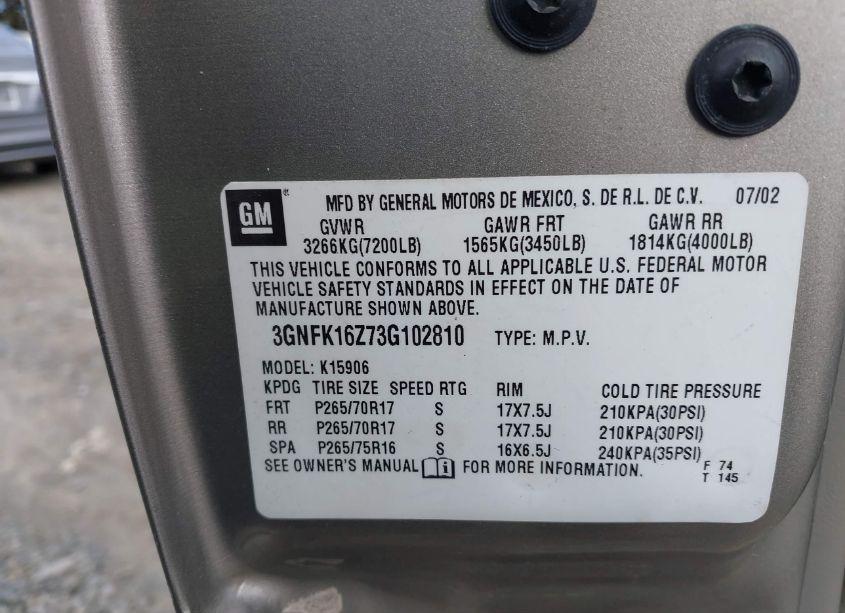 GM® MFD BY GENERAL MOTORS DE MEXICO, S. DE R.L. DE C.V. 07/02
GVWR GAWR FRT GAWR RR
3266KG(7200LB) 1565KG(3450LB) 1814KG(4000LB)
THIS VEHICLE CONFORMS TO ALL APPLICABLE U.S. FEDERAL MOTOR
VEHICLE SAFETY STANDARDS IN EFFECT ON THE DATE OF
MANUFACTURE SHOWN ABOVE.
3GNFK16Z73G102810 TYPE: M.P.V.
MODEL: K15906
KPDG TIRE SIZE SPEED RTG RIM COLD TIRE PRESSURE
FRT P265/70R17 S 17X7.5J 210KPA(30PSI)
RR P265/70R17 S 17X7.5J 210KPA(30PSI)
SPA P265/75R16 S 16X6.5J 240KPA(35PSI)
SEE OWNER'S MANUAL i FOR MORE INFORMATION. F 74
T 145